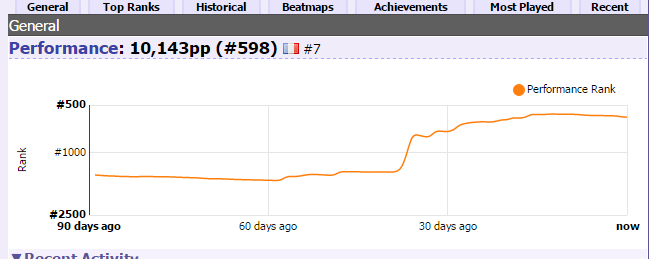 General Top Ranks Historical Beatmaps Achievements Most Played Recent
General
Performance: 10,143pp (#598) #7
Performance Rank
#500
#1000
Rank
#2500
90 days ago 60 days ago 30 days ago now
▼Recent Activity